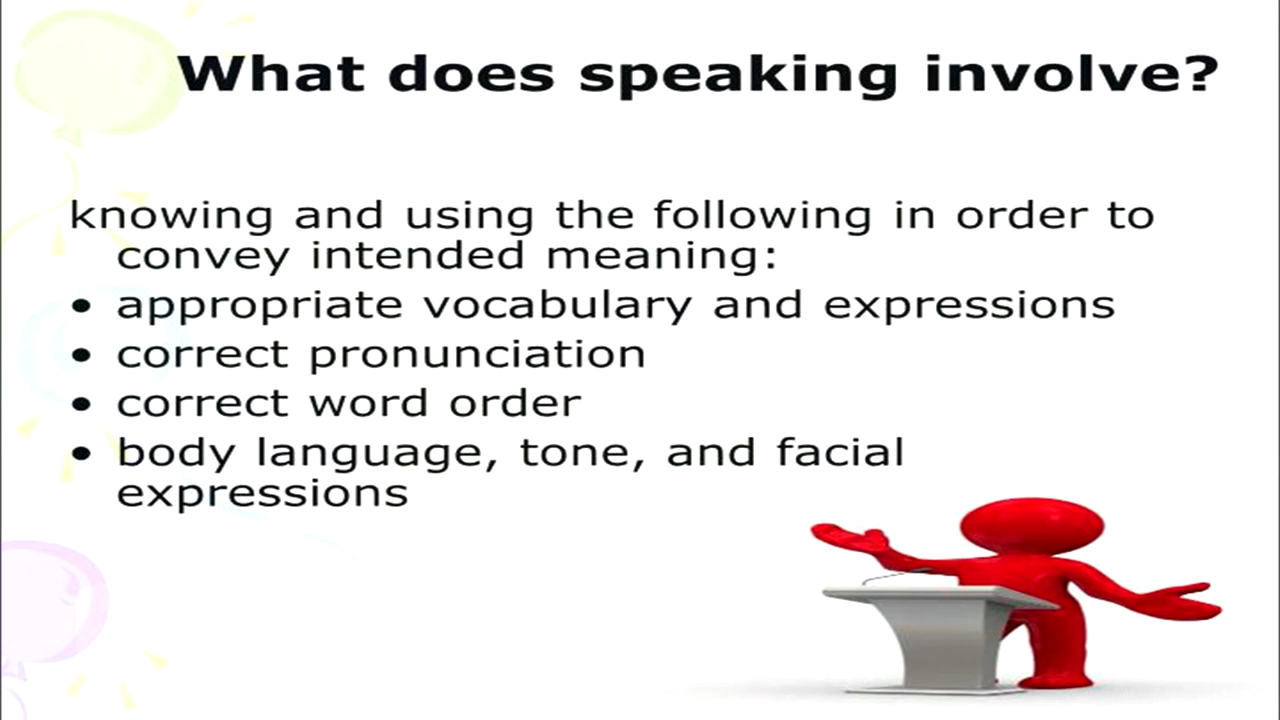 What does speaking involve?
knowing and using the following in order to
convey intended meaning:
• appropriate vocabulary and expressions
• correct pronunciation
• correct word order
• body language, tone, and facial
expressions